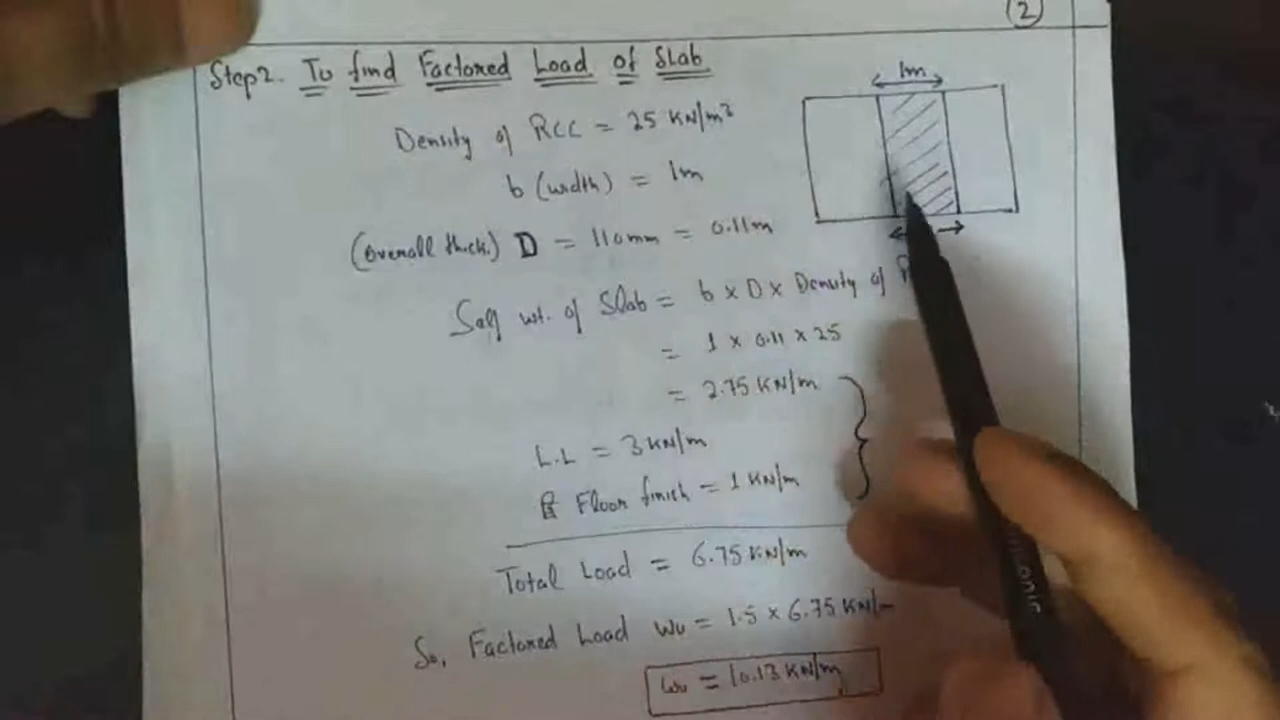 2
Step2. To find Factored Load of Slab
1m
Density of RCC = 25 KN/m³
b (width) = 1m
(Overall thick.) D = 110mm = 0.11m
Self wt. of Slab = b × D × Density of
= 1 × 0.11 × 25
= 2.75 KN/m
L.L = 3 KN/m
Floor finish = 1 KN/m
Total Load = 6.75 KN/m
So, Factored Load Wu = 1.5 × 6.75 KN/m
Wu = 10.13 KN/m